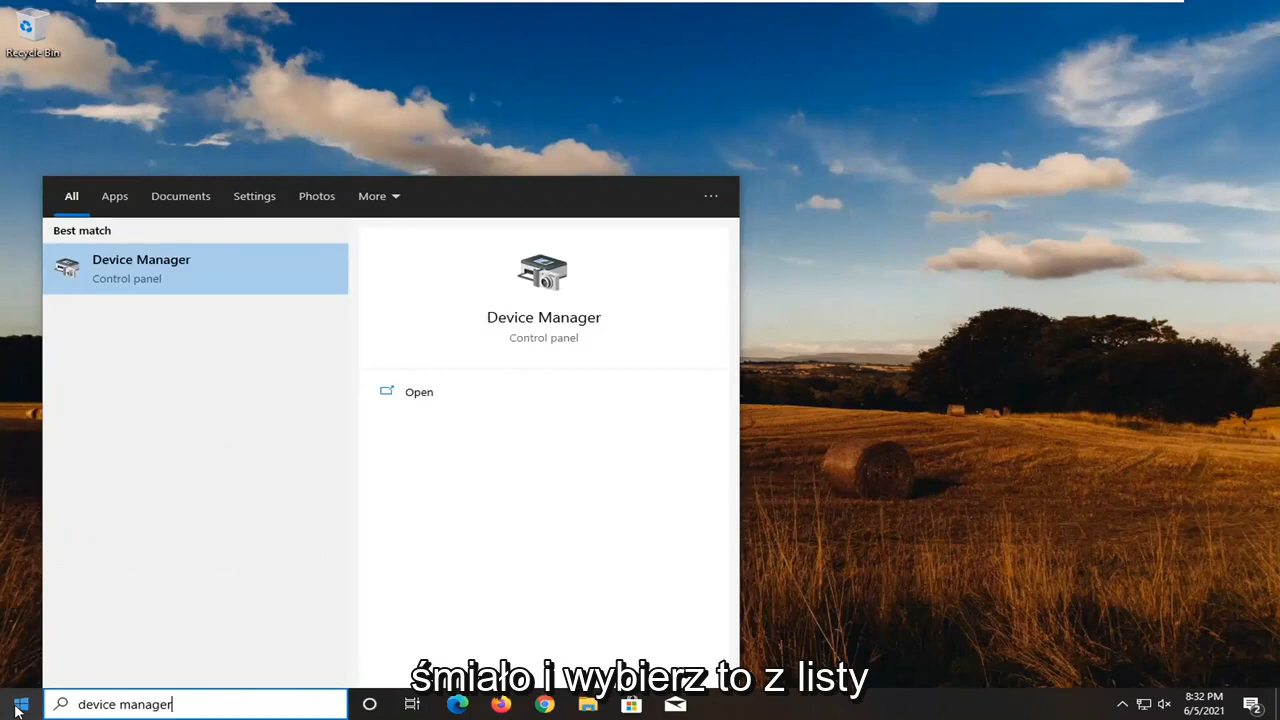 Recycle Bin
All Apps Documents Settings Photos More ...
Best match
Device Manager
Control panel
Device Manager
Control panel
Open
śmiało i wybierz to z listy
device manager
8:32 PM
6/5/2021
2